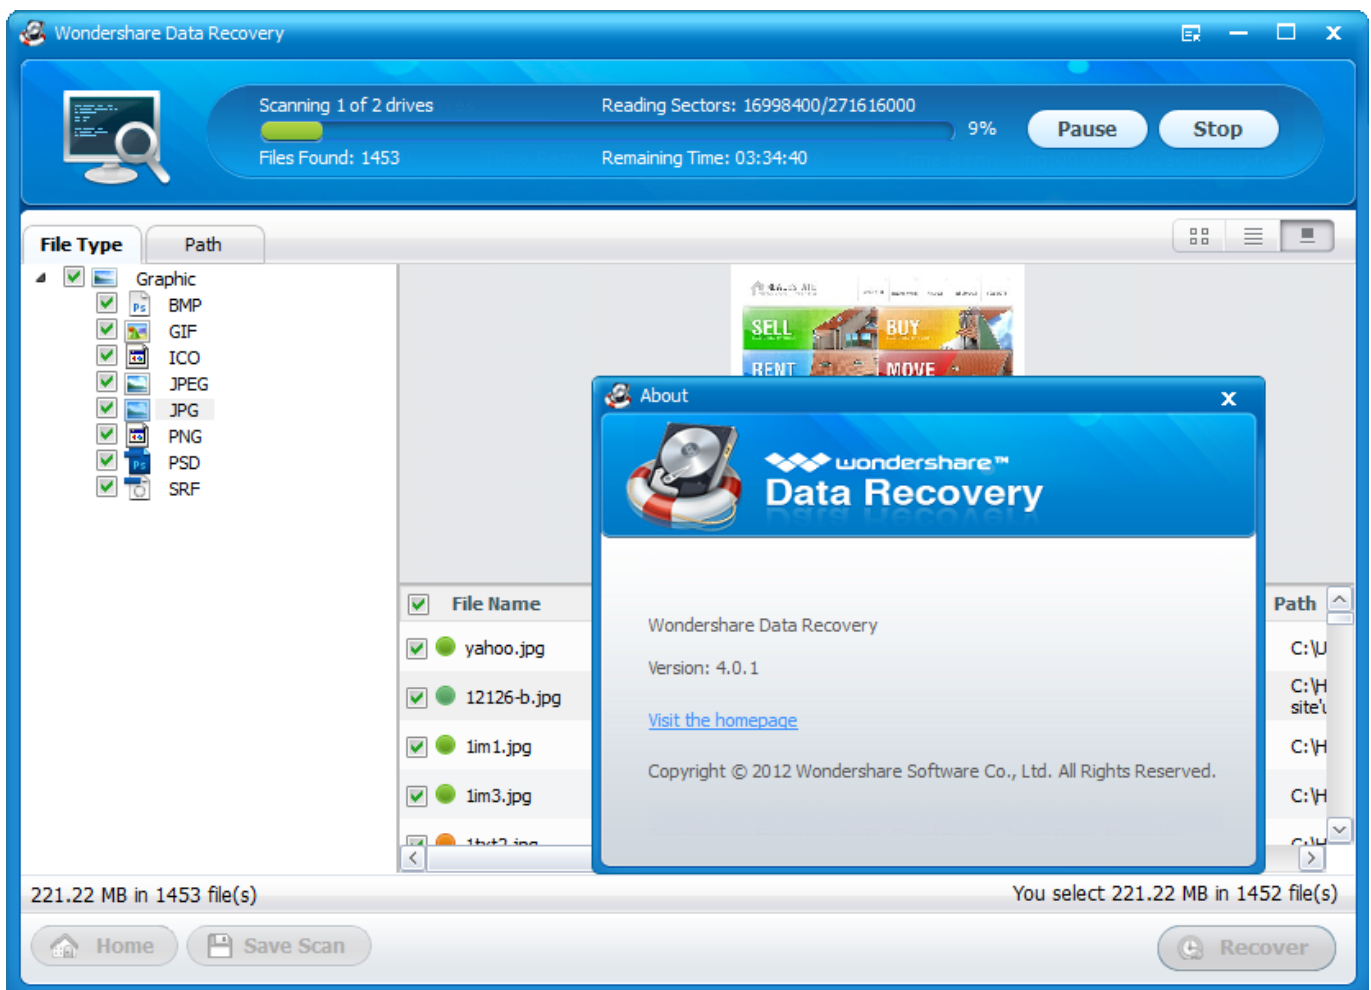 Wondershare Data Recovery
Scanning 1 of 2 drives
Reading Sectors: 16998400/271616000
9%
Pause
Stop
Files Found: 1453
Remaining Time: 03:34:40
File Type
Path
Graphic
BMP
GIF
ICO
JPEG
JPG
PNG
PSD
SRF
SELL
BUY
RENT
MOVE
About
wondershare™
Data Recovery
Wondershare Data Recovery
Version: 4.0.1
Visit the homepage
Copyright © 2012 Wondershare Software Co., Ltd. All Rights Reserved.
File Name
Path
yahoo.jpg
C:\U
12126-b.jpg
C:\H
site'
1im1.jpg
C:\H
1im3.jpg
C:\H
221.22 MB in 1453 file(s)
You select 221.22 MB in 1452 file(s)
Home
Save Scan
Recover